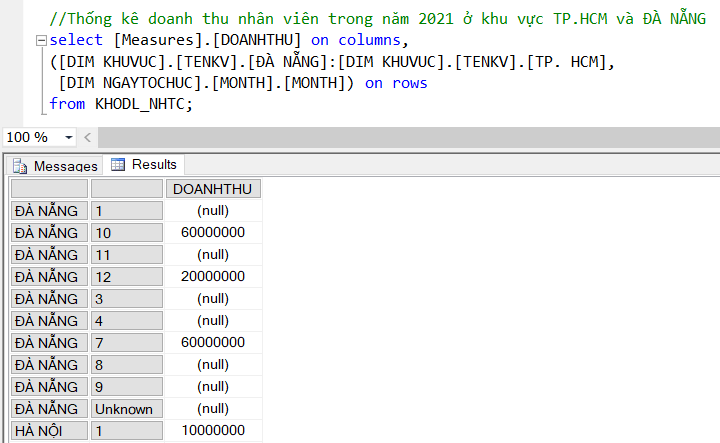 //Thống kê doanh thu nhân viên trong năm 2021 ở khu vực TP.HCM và ĐÀ NẴNG
select [Measures].[DOANHTHU] on columns,
([DIM KHUVUC].[TENKV].[ĐÀ NẴNG]:[DIM KHUVUC].[TENKV].[TP. HCM],
[DIM NGAYTOCHUC].[MONTH].[MONTH]) on rows
from KHODL_NHTC;
100 %
Messages Results
DOANHTHU
ĐÀ NẴNG 1 (null)
ĐÀ NẴNG 10 60000000
ĐÀ NẴNG 11 (null)
ĐÀ NẴNG 12 20000000
ĐÀ NẴNG 3 (null)
ĐÀ NẴNG 4 (null)
ĐÀ NẴNG 7 60000000
ĐÀ NẴNG 8 (null)
ĐÀ NẴNG 9 (null)
ĐÀ NẴNG Unknown (null)
HÀ NỘI 1 10000000